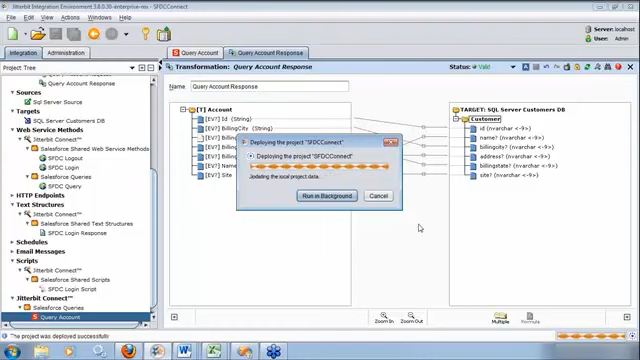 Jitterbit Integration Environment 3.8.0.30-enterprise-rev
File Edit View Actions Windows Help
Server: localhost
User: Admin
Integration Administration
Query Account Query Account Response
Project Tree
Transformation: Query Account Response
Status: Valid
Query Account Response
Sources
Sql Server Source
Targets
SQL Server Customers DB
Web Service Methods
Jitterbit Connect™
Salesforce Shared Web Service Methods
SFDC Logout
SFDC Login
Salesforce Queries
SFDC Query
HTTP Endpoints
Text Structures
Jitterbit Connect™
Salesforce Shared Text Structures
SFDC Login Response
Schedules
Email Messages
Scripts
Jitterbit Connect™
Salesforce Shared Scripts
SFDC Login Script
Jitterbit Connect™
Salesforce Queries
Query Account
Name Query Account Response
[T] Account
[EV?] Id (String)
[EV?] BillingCity (String)
[EV?] Billing
[EV?] Billing
[EV?] Billing
[EV?] Name
[EV?] Site
Deploying the project "SFDCConnect"
Deploying the project "SFDCConnect"
Updating the local project data.
Run in Background Cancel
TARGET: SQL Server Customers DB
Customer
id (nvarchar <-9>)
name? (nvarchar <-9>)
billingcity? (nvarchar <-9>)
address? (nvarchar <-9>)
billingstate? (nvarchar <-9>)
site? (nvarchar <-9>)
Zoom In Zoom Out
Multiple Formula
The project was deployed successfully